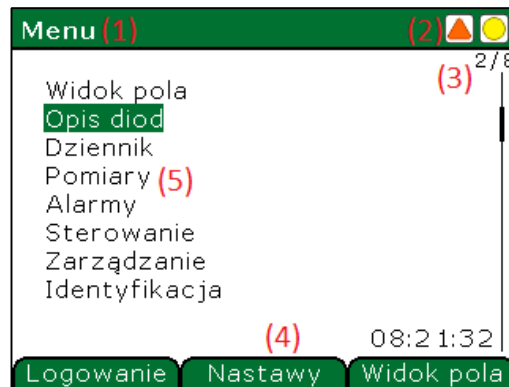 Menu (1) (2)
(3) 2/8
Widok pola
Opis diod
Dziennik
Pomiary (5)
Alarmy
Sterowanie
Zarządzanie
Identyfikacja
(4) 08:21:32
Logowanie Nastawy Widok pola